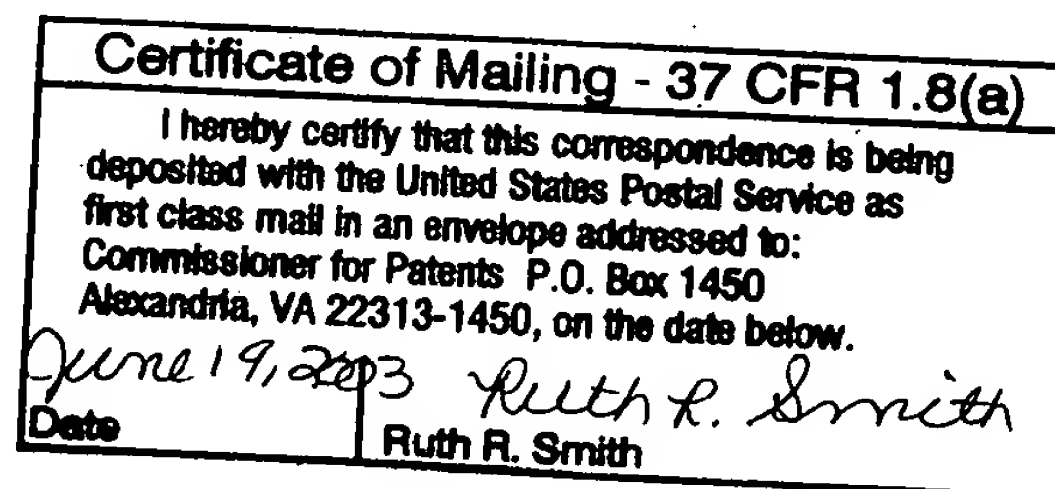 Certificate of Mailing - 37 CFR 1.8(a)
I hereby certify that this correspondence is being
deposited with the United States Postal Service as
first class mail in an envelope addressed to:
Commissioner for Patents P.O. Box 1450
Alexandria, VA 22313-1450, on the date below.
June 19, 2003 Ruth R. Smith
Date Ruth R. Smith